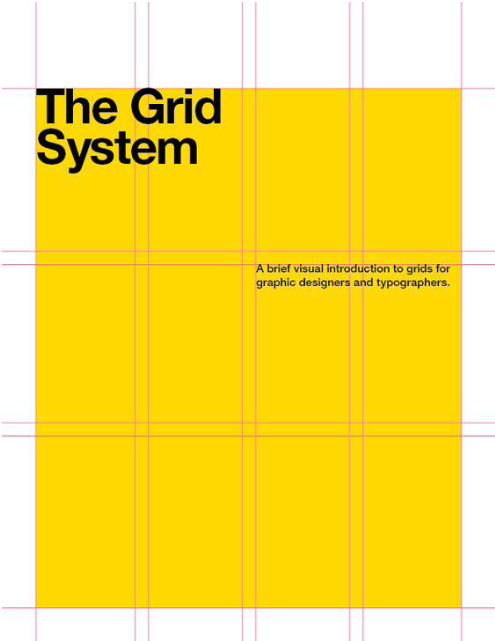 The Grid
System
A brief visual introduction to grids for
graphic designers and typographers.